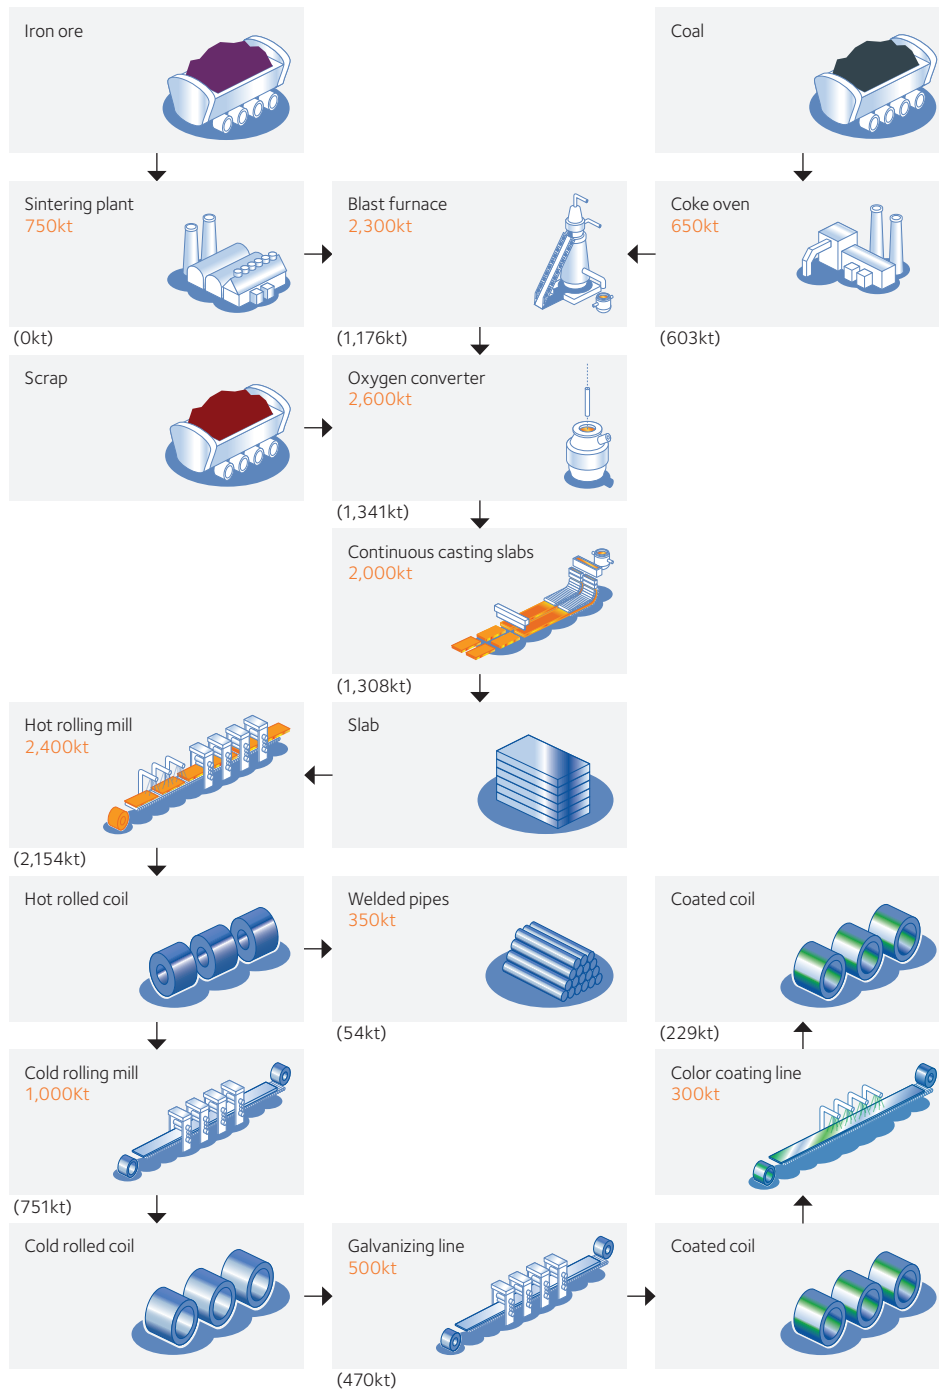 Iron ore
Coal
Sintering plant
750kt
Blast furnace
2,300kt
Coke oven
650kt
(0kt)
(1,176kt)
(603kt)
Scrap
Oxygen converter
2,600kt
(1,341kt)
Continuous casting slabs
2,000kt
(1,308kt)
Hot rolling mill
2,400kt
Slab
(2,154kt)
Hot rolled coil
Welded pipes
350kt
Coated coil
(54kt)
(229kt)
Cold rolling mill
1,000Kt
Color coating line
300kt
(751kt)
Cold rolled coil
Galvanizing line
500kt
Coated coil
(470kt)